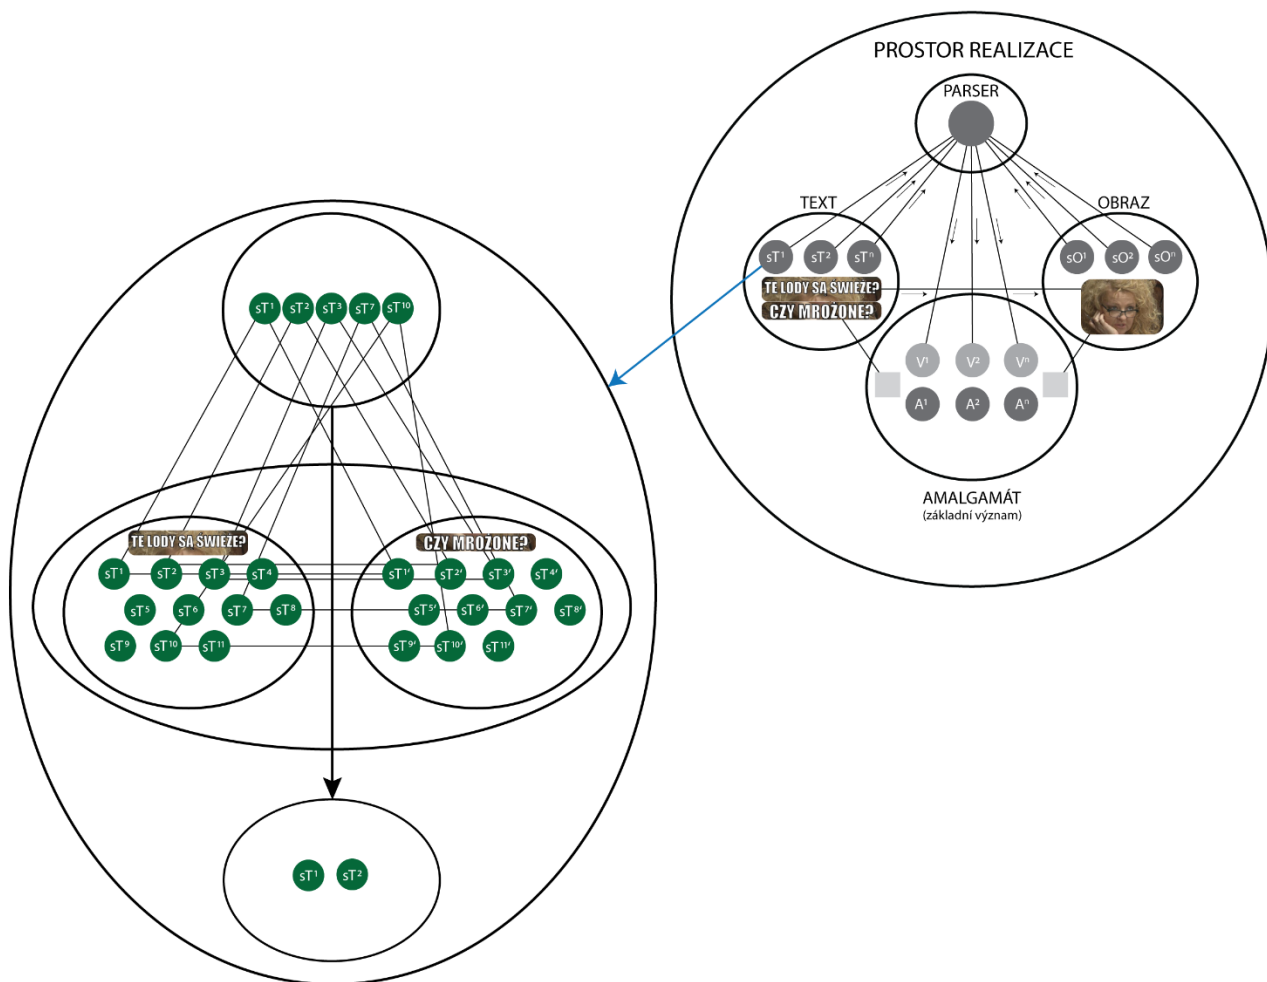 PROSTOR REALIZACE
PARSER
TEXT
OBRAZ
sT¹ sT² sTⁿ
sO¹ sO² sOⁿ
TE LODY SA ŚWIEŻE?
CZY MROŻONE?
V¹ V² Vⁿ
A¹ A² Aⁿ
AMALGAMÁT
(základní význam)
sT¹ sT² sT³ sT⁷ sT¹⁰
TE LODY SA ŚWIEŻE?
CZY MROŻONE?
sT¹ sT² sT³ sT⁴
sT¹′ sT²′ sT³′ sT⁴′
sT⁵ sT⁶ sT⁷ sT⁸
sT⁵′ sT⁶′ sT⁷′ sT⁸′
sT⁹ sT¹⁰ sT¹¹
sT⁹′ sT¹⁰′ sT¹¹′
sT¹ sT²